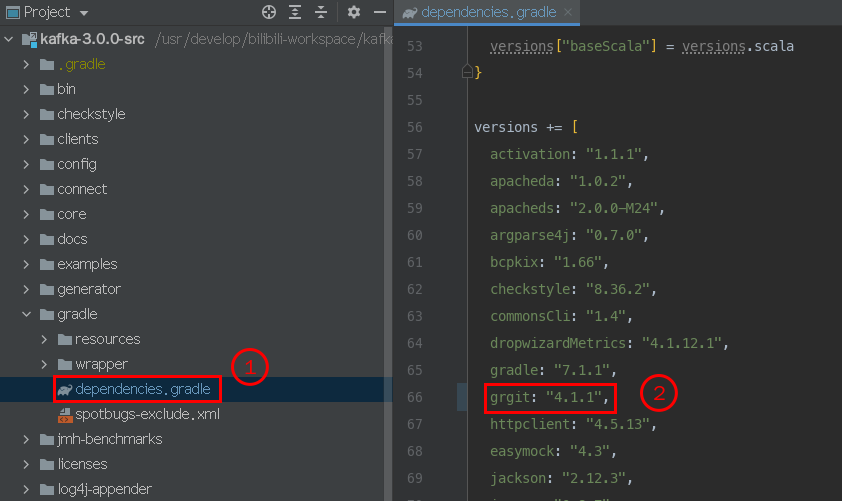 Project
kafka-3.0.0-src /usr/develop/bilibili-workspace/kafk
.gradle
bin
checkstyle
clients
config
connect
core
docs
examples
generator
gradle
resources
wrapper
dependencies.gradle
spotbugs-exclude.xml
jmh-benchmarks
licenses
log4j-appender
1
dependencies.gradle
53 versions["baseScala"] = versions.scala
54 }
55
56 versions += [
57 activation: "1.1.1",
58 apacheda: "1.0.2",
59 apacheds: "2.0.0-M24",
60 argparse4j: "0.7.0",
61 bcpkix: "1.66",
62 checkstyle: "8.36.2",
63 commonsCli: "1.4",
64 dropwizardMetrics: "4.1.12.1",
65 gradle: "7.1.1",
66 grgit: "4.1.1",
2
67 httpclient: "4.5.13",
68 easymock: "4.3",
69 jackson: "2.12.3",